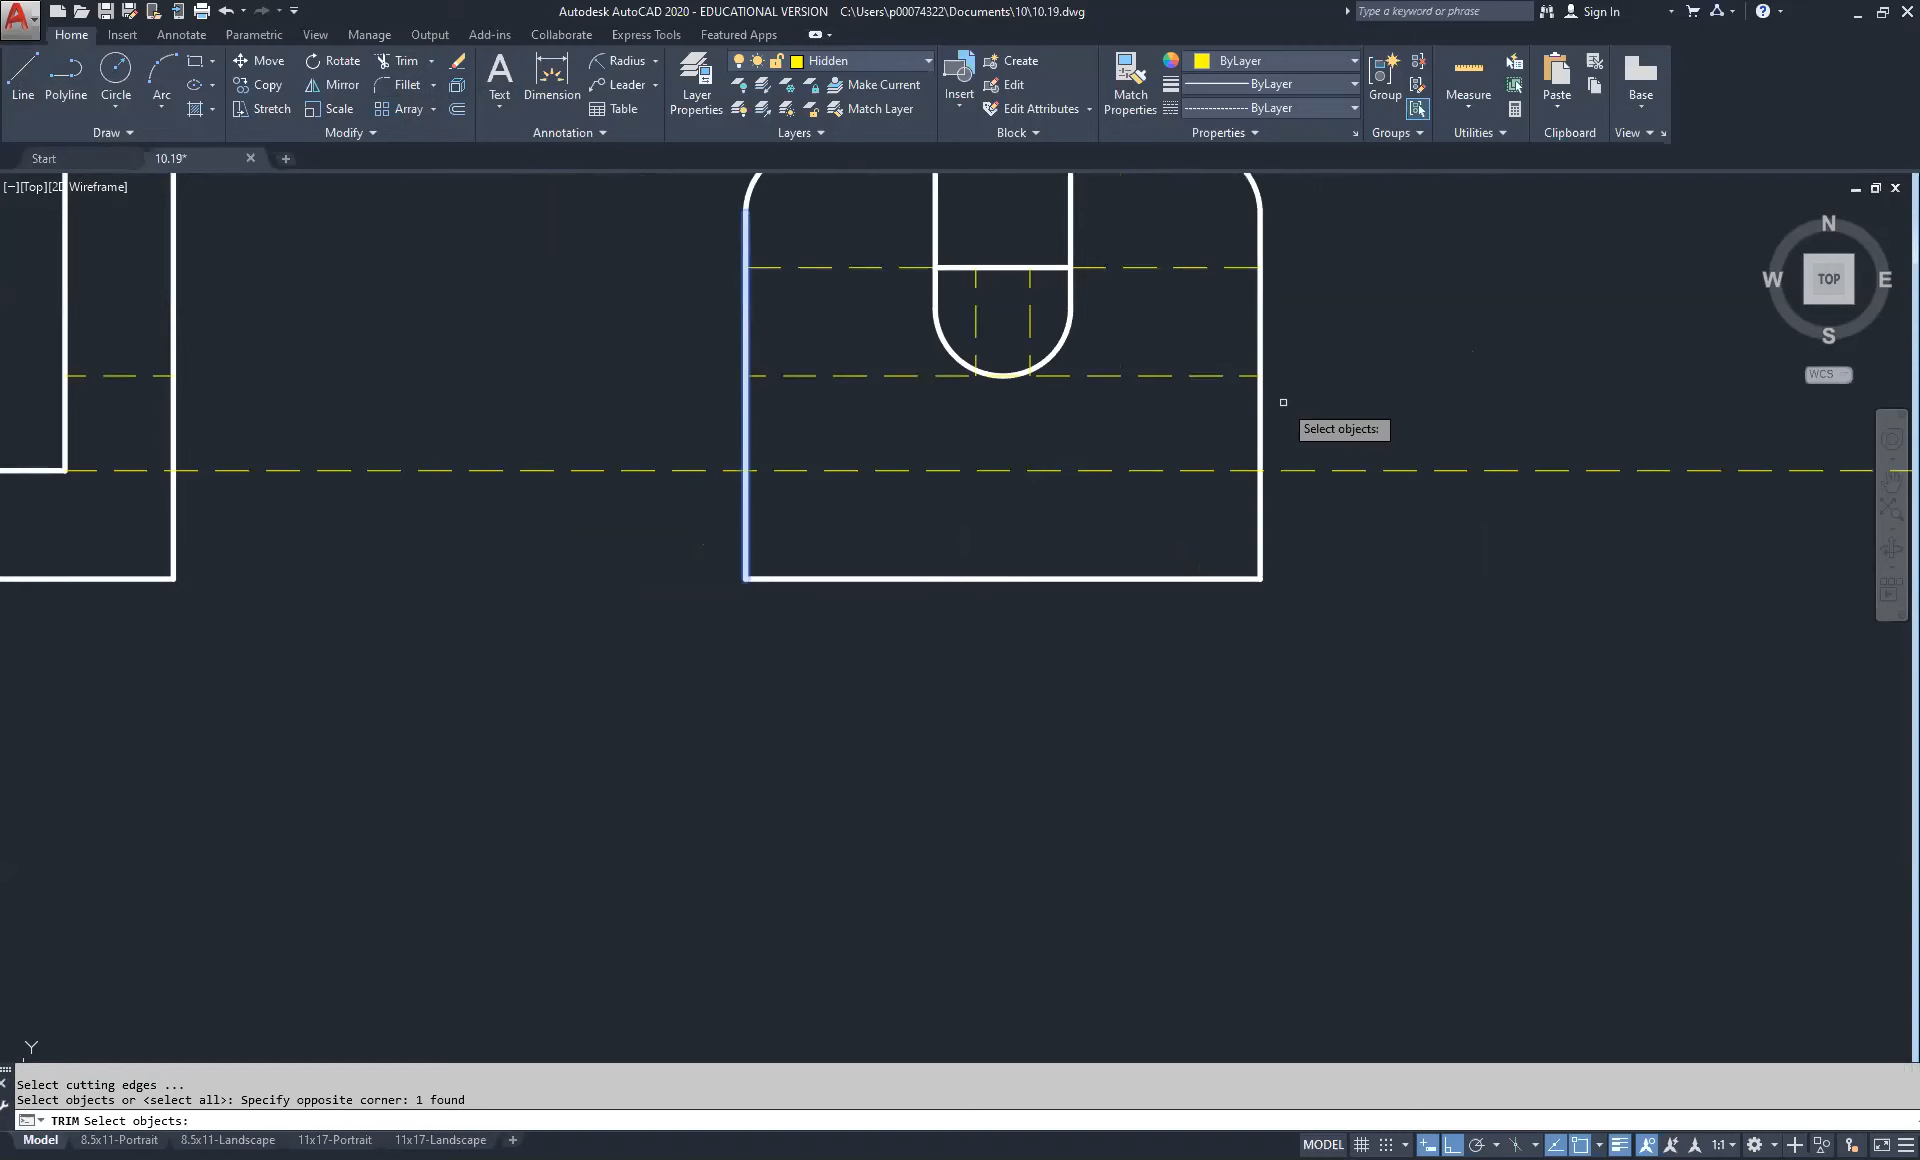 Autodesk AutoCAD 2020 - EDUCATIONAL VERSION C:\Users\p00074322\Documents\10\10.19.dwg
Type a keyword or phrase
Sign In
Home Insert Annotate Parametric View Manage Output Add-ins Collaborate Express Tools Featured Apps
Line Polyline Circle Arc
Move Rotate Trim
Copy Mirror Fillet
Stretch Scale Array
Text Dimension
Radius
Leader
Table
Layer Properties
Hidden
Make Current
Match Layer
Insert
Create
Edit
Edit Attributes
Match Properties
ByLayer
ByLayer
ByLayer
Group
Measure
Paste
Base
Draw Modify Annotation Layers Block Properties Groups Utilities Clipboard View
Start 10.19*
[−][Top][2D Wireframe]
N
W TOP E
S
WCS
Select objects:
Y
Select cutting edges ...
Select objects or <select all>: Specify opposite corner: 1 found
TRIM Select objects:
Model 8.5x11-Portrait 8.5x11-Landscape 11x17-Portrait 11x17-Landscape
MODEL 1:1